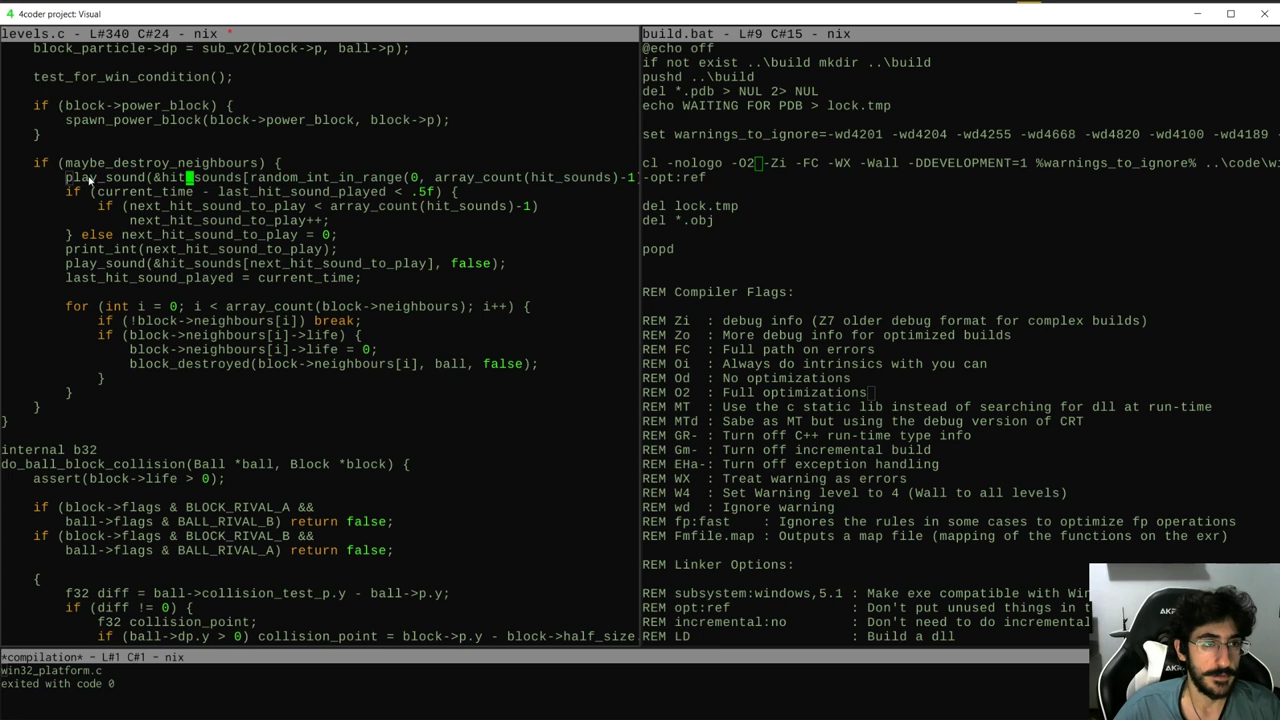 4 4coder project: Visual
levels.c - L#340 C#24 - nix *
block_particle->dp = sub_v2(block->p, ball->p);
test_for_win_condition();
if (block->power_block) {
spawn_power_block(block->power_block, block->p);
}
if (maybe_destroy_neighbours) {
play_sound(&hit_sounds[random_int_in_range(0, array_count(hit_sounds)-1)
if (current_time - last_hit_sound_played < .5f) {
if (next_hit_sound_to_play < array_count(hit_sounds)-1)
next_hit_sound_to_play++;
} else next_hit_sound_to_play = 0;
print_int(next_hit_sound_to_play);
play_sound(&hit_sounds[next_hit_sound_to_play], false);
last_hit_sound_played = current_time;
for (int i = 0; i < array_count(block->neighbours); i++) {
if (!block->neighbours[i]) break;
if (block->neighbours[i]->life) {
block->neighbours[i]->life = 0;
block_destroyed(block->neighbours[i], ball, false);
}
}
}
}
internal b32
do_ball_block_collision(Ball *ball, Block *block) {
assert(block->life > 0);
if (block->flags & BLOCK_RIVAL_A &&
ball->flags & BALL_RIVAL_B) return false;
if (block->flags & BLOCK_RIVAL_B &&
ball->flags & BALL_RIVAL_A) return false;
{
f32 diff = ball->collision_test_p.y - ball->p.y;
if (diff != 0) {
f32 collision_point;
if (ball->dp.y > 0) collision_point = block->p.y - block->half_size.
build.bat - L#9 C#15 - nix
@echo off
if not exist ..\build mkdir ..\build
pushd ..\build
del *.pdb > NUL 2> NUL
echo WAITING FOR PDB > lock.tmp
set warnings_to_ignore=-wd4201 -wd4204 -wd4255 -wd4668 -wd4820 -wd4100 -wd4189 -
cl -nologo -O2 -Zi -FC -WX -Wall -DDEVELOPMENT=1 %warnings_to_ignore% ..\code\wi
-opt:ref
del lock.tmp
del *.obj
popd
REM Compiler Flags:
REM Zi : debug info (Z7 older debug format for complex builds)
REM Zo : More debug info for optimized builds
REM FC : Full path on errors
REM Oi : Always do intrinsics with you can
REM Od : No optimizations
REM O2 : Full optimizations
REM MT : Use the c static lib instead of searching for dll at run-time
REM MTd : Sabe as MT but using the debug version of CRT
REM GR- : Turn off C++ run-time type info
REM Gm- : Turn off incremental build
REM EHa-: Turn off exception handling
REM WX : Treat warning as errors
REM W4 : Set Warning level to 4 (Wall to all levels)
REM wd : Ignore warning
REM fp:fast : Ignores the rules in some cases to optimize fp operations
REM Fmfile.map : Outputs a map file (mapping of the functions on the exr)
REM Linker Options:
REM subsystem:windows,5.1 : Make exe compatible with Win
REM opt:ref : Don't put unused things in t
REM incremental:no : Don't need to do incremental
REM LD : Build a dll
*compilation* - L#1 C#1 - nix
win32_platform.c
exited with code 0